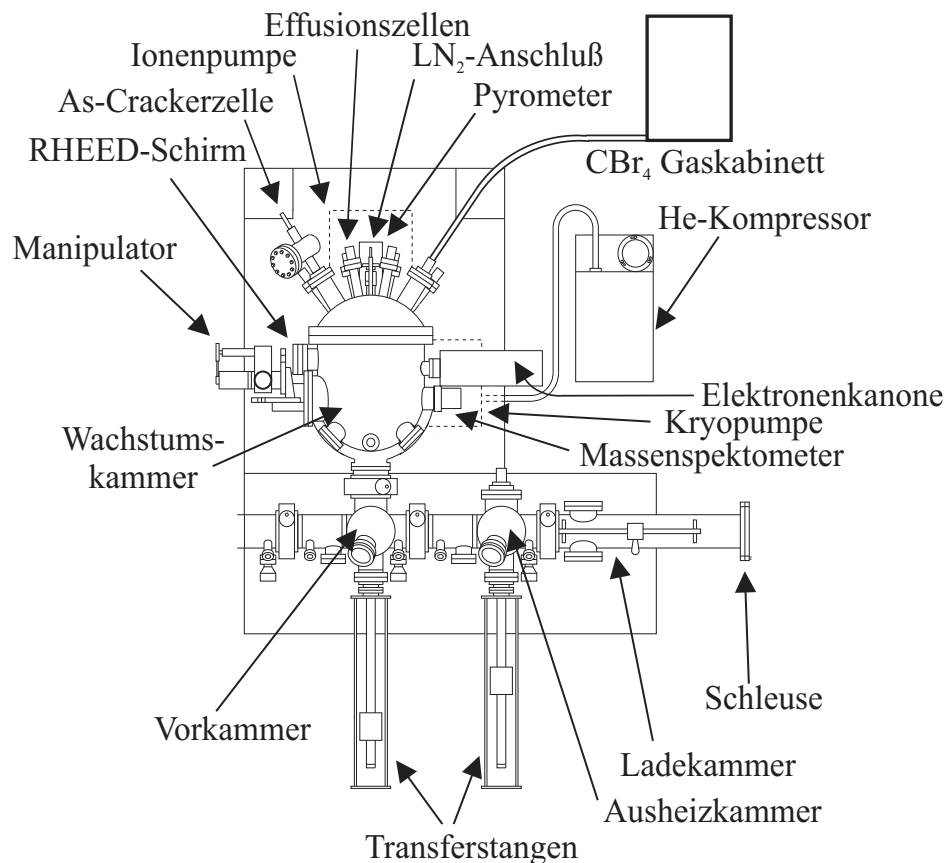 Effusionszellen
Ionenpumpe
LN₂-Anschluß
As-Crackerzelle
Pyrometer
RHEED-Schirm
CBr₄ Gaskabinett
Manipulator
He-Kompressor
Elektronenkanone
Kryopumpe
Wachstums-
kammer
Massenspektometer
Schleuse
Vorkammer
Ladekammer
Ausheizkammer
Transferstangen